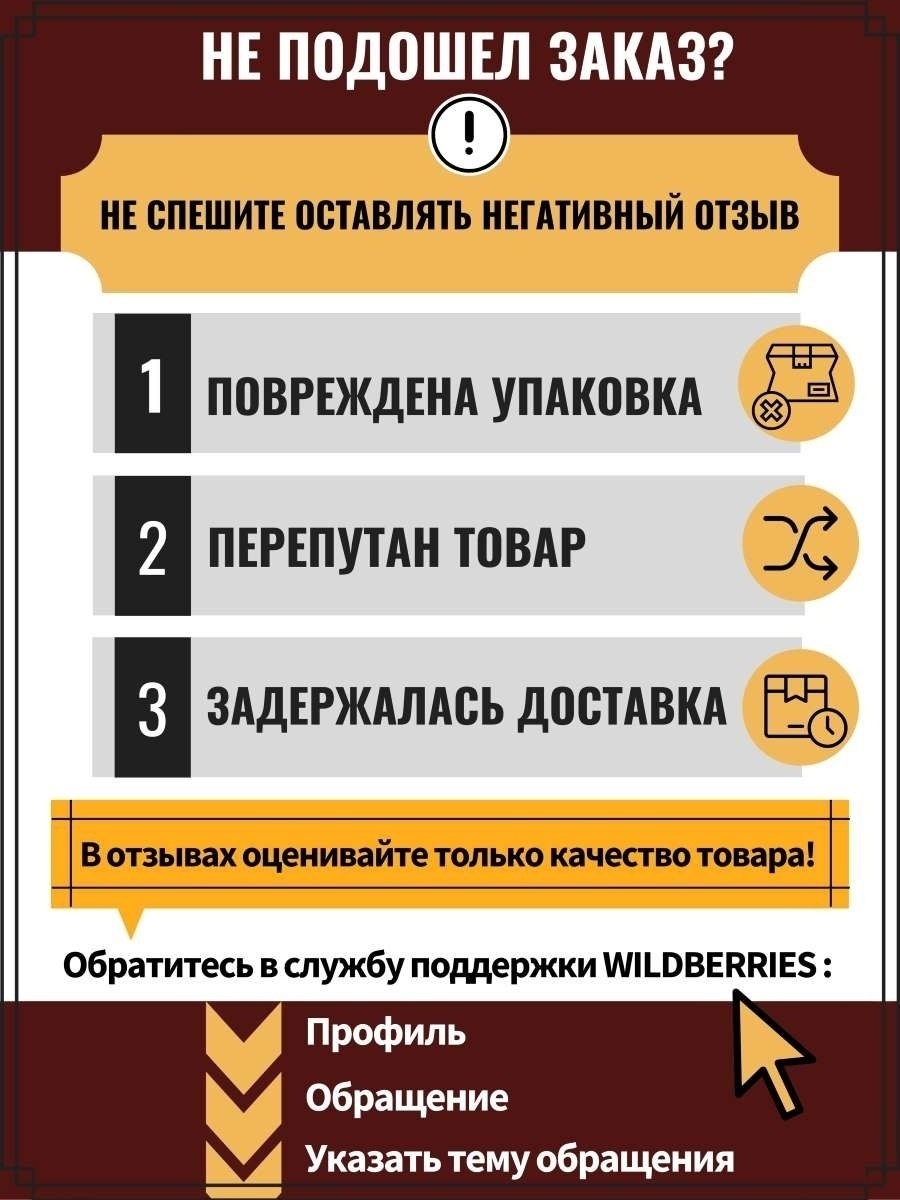 НЕ ПОДОШЕЛ ЗАКАЗ?
!
НЕ СПЕШИТЕ ОСТАВЛЯТЬ НЕГАТИВНЫЙ ОТЗЫВ
1 ПОВРЕЖДЕНА УПАКОВКА
2 ПЕРЕПУТАН ТОВАР
3 ЗАДЕРЖАЛАСЬ ДОСТАВКА
В отзывах оценивайте только качество товара!
Обратитесь в службу поддержки WILDBERRIES :
Профиль
Обращение
Указать тему обращения